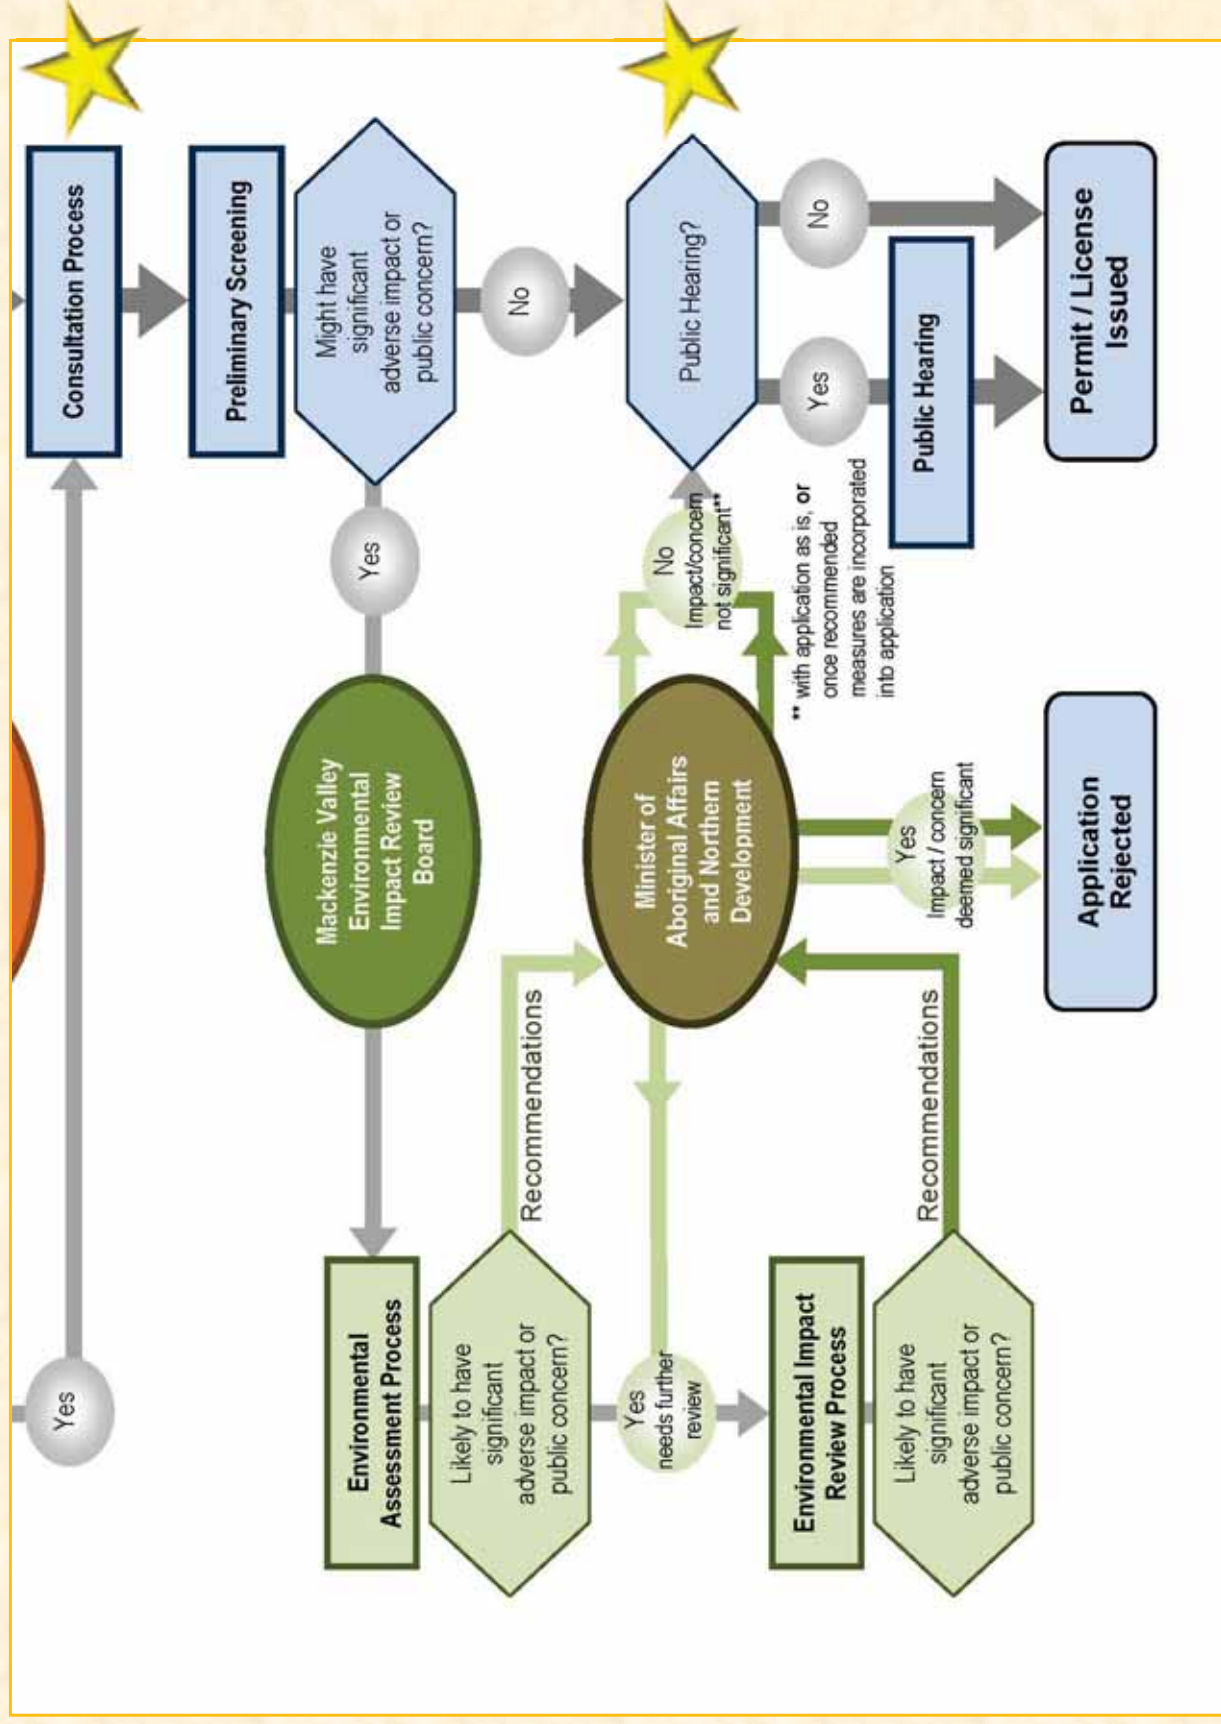 Yes
Consultation Process
Preliminary Screening
Might have
significant
adverse impact or
public concern?
Yes
No
Mackenzie Valley
Environmental
Impact Review
Board
Environmental
Assessment Process
Likely to have
significant
adverse impact or
public concern?
Recommendations
Yes
needs further
review
Minister of
Aboriginal Affairs
and Northern
Development
No
Impact/concern
not significant**
Public Hearing?
** with application as is, or
once recommended
measures are incorporated
into application
Yes
No
Public Hearing
Environmental Impact
Review Process
Likely to have
significant
adverse impact or
public concern?
Recommendations
Yes
Impact / concern
deemed significant
Application
Rejected
Permit / License
Issued